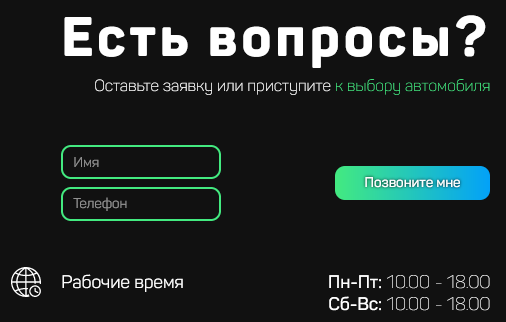 Есть вопросы?
Оставьте заявку или приступите к выбору автомобиля
Имя
Телефон
Позвоните мне
Рабочие время
Пн-Пт: 10.00 - 18.00
Сб-Вс: 10.00 - 18.00